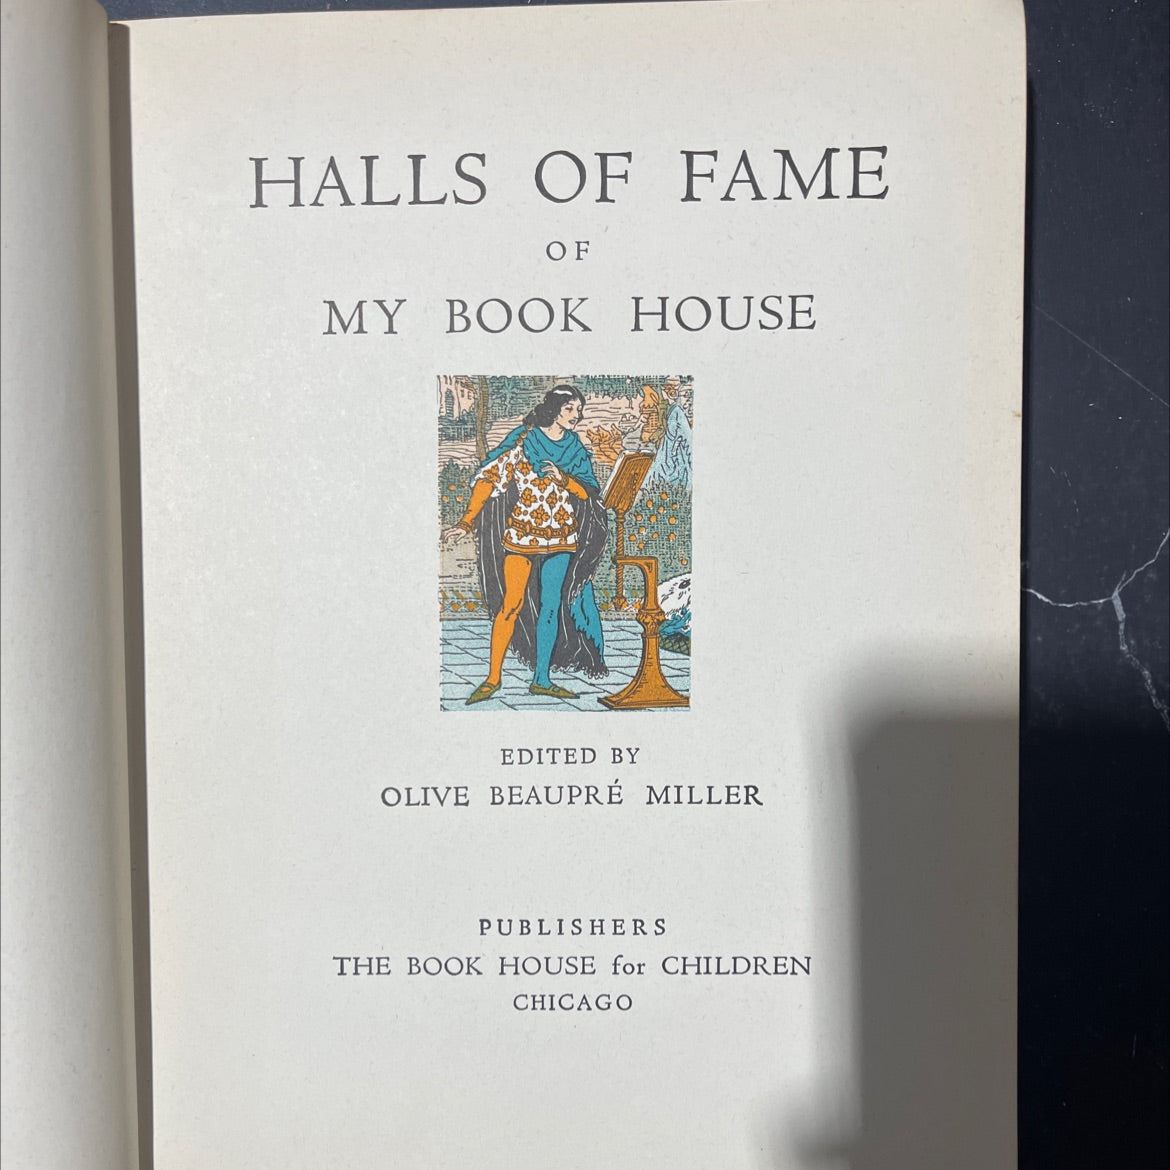 HALLS OF FAME
OF
MY BOOK HOUSE
EDITED BY
OLIVE BEAUPRÉ MILLER
PUBLISHERS
THE BOOK HOUSE for CHILDREN
CHICAGO